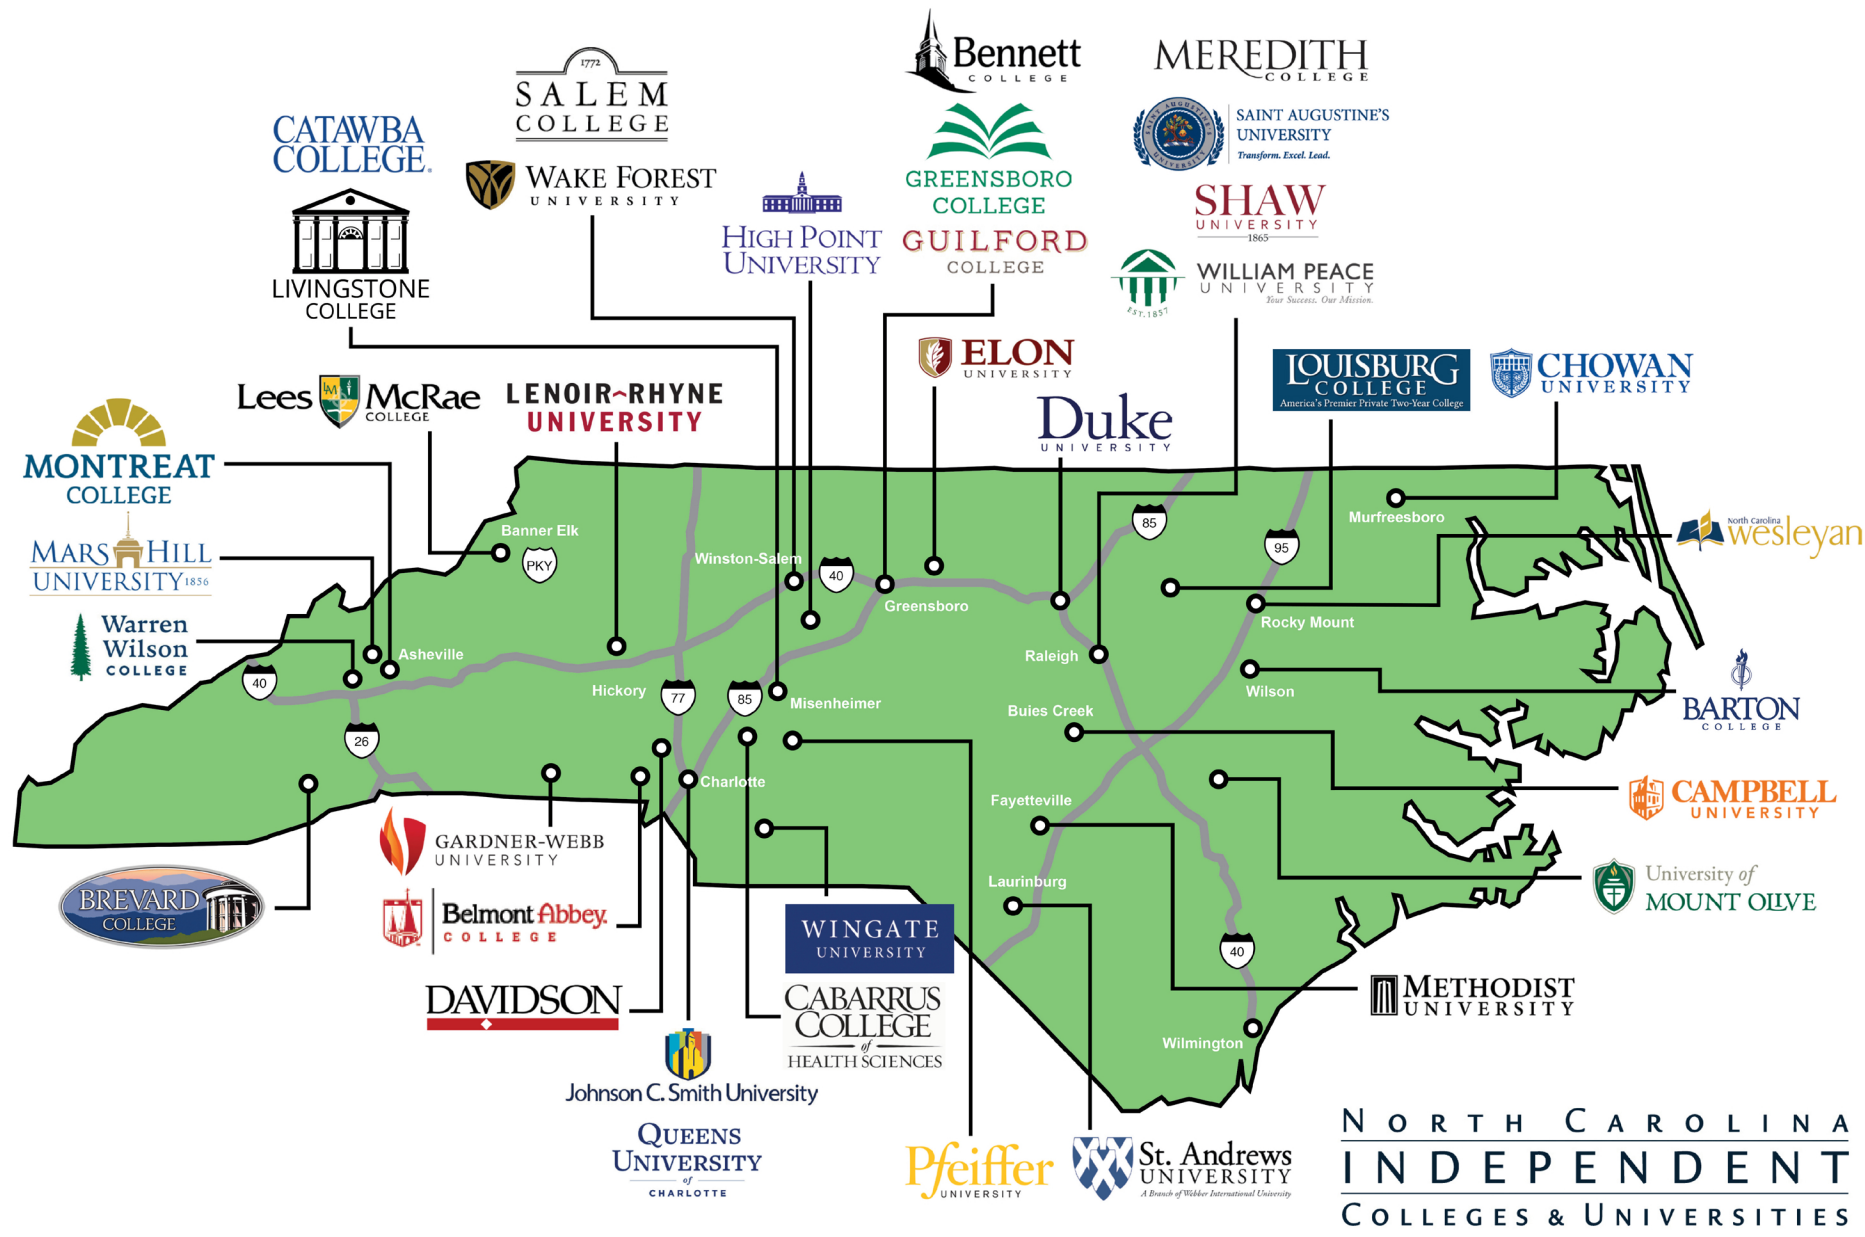 Bennett
COLLEGE
MEREDITH
COLLEGE
1772
SALEM
COLLEGE
CATAWBA
COLLEGE
GREENSBORO
COLLEGE
SAINT AUGUSTINE'S
UNIVERSITY
Transform. Excel. Lead.
WAKE FOREST
UNIVERSITY
SHAW
UNIVERSITY
1865
HIGH POINT
UNIVERSITY
GUILFORD
COLLEGE
LIVINGSTONE
COLLEGE
WILLIAM PEACE
UNIVERSITY
Your Success. Our Mission.
EST. 1857
ELON
UNIVERSITY
LOUISBURG
COLLEGE
America's Premier Private Two-Year College
CHOWAN
UNIVERSITY
Lees LM McRae
COLLEGE
LENOIR-RHYNE
UNIVERSITY
Duke
UNIVERSITY
MONTREAT
COLLEGE
MARS HILL
UNIVERSITY 1856
Warren
Wilson
COLLEGE
North Carolina
wesleyan
Banner Elk
PKY
Winston-Salem
40
Greensboro
85
95
Murfreesboro
Rocky Mount
Asheville
40
Hickory
77
85
Misenheimer
Raleigh
Wilson
Buies Creek
26
Charlotte
Fayetteville
Laurinburg
40
Wilmington
BARTON
COLLEGE
CAMPBELL
UNIVERSITY
University of
MOUNT OLIVE
METHODIST
UNIVERSITY
BREVARD
COLLEGE
GARDNER-WEBB
UNIVERSITY
Belmont Abbey
COLLEGE
DAVIDSON
WINGATE
UNIVERSITY
CABARRUS
COLLEGE
of
HEALTH SCIENCES
Johnson C. Smith University
QUEENS
UNIVERSITY
of
CHARLOTTE
Pfeiffer
UNIVERSITY
St. Andrews
UNIVERSITY
A Branch of Webber International University
NORTH CAROLINA
INDEPENDENT
COLLEGES & UNIVERSITIES